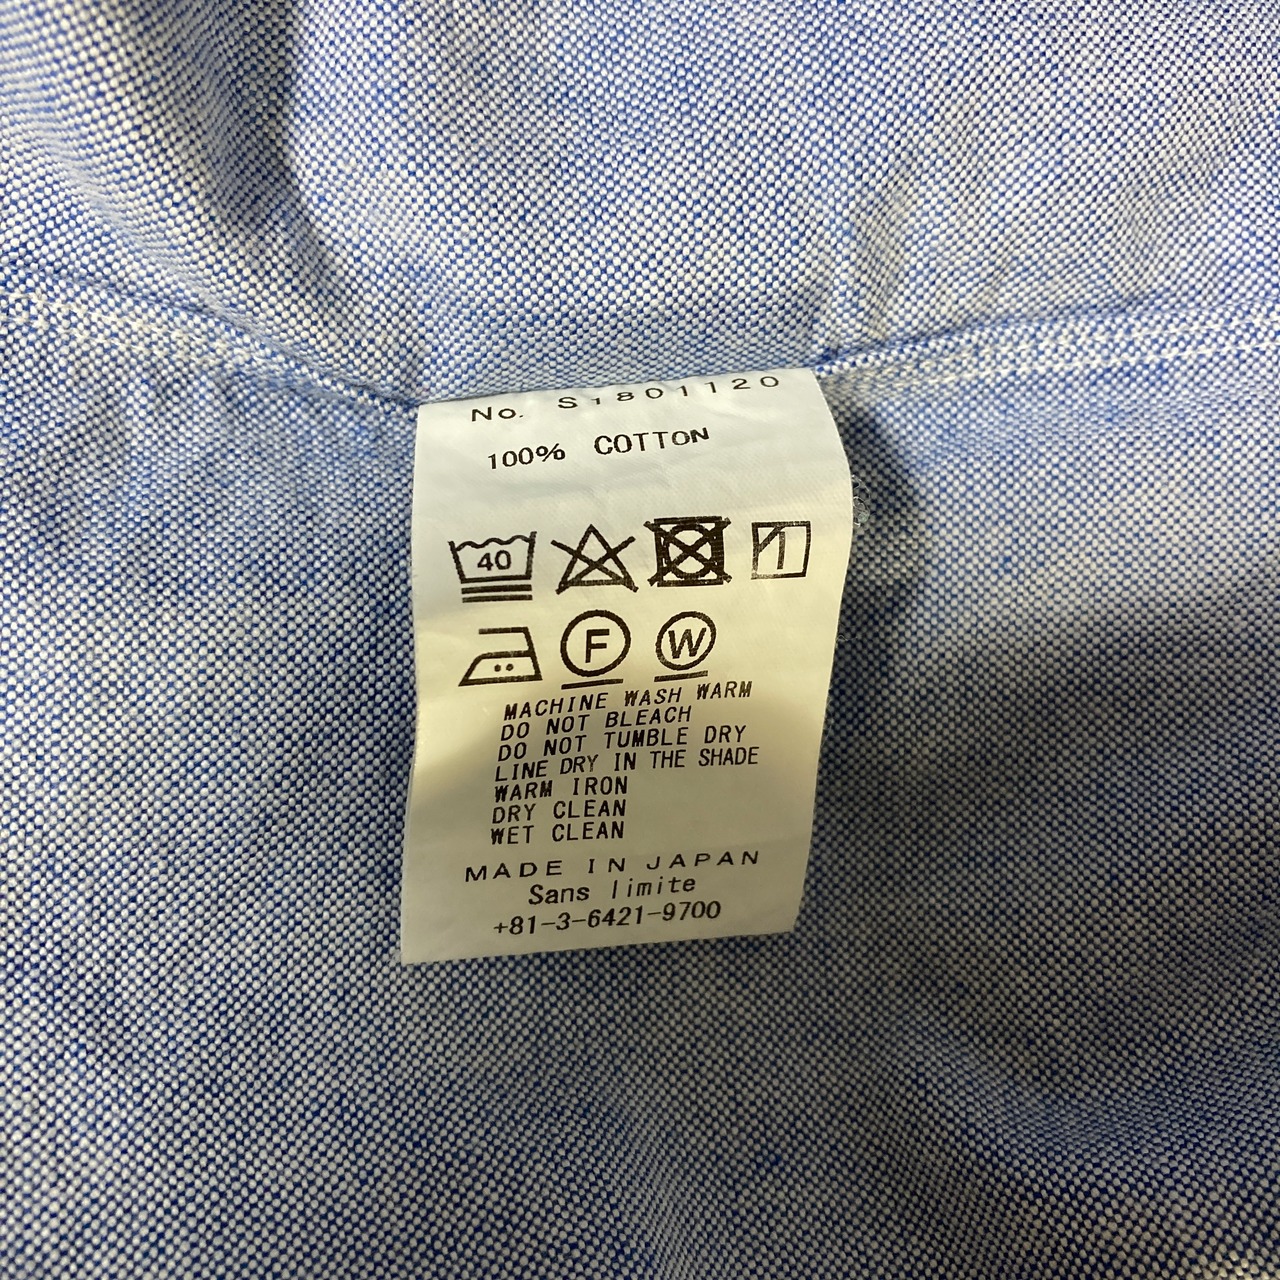 No. S1801120
100% COTTON
40
F W
MACHINE WASH WARM
DO NOT BLEACH
DO NOT TUMBLE DRY
LINE DRY IN THE SHADE
WARM IRON
DRY CLEAN
WET CLEAN
MADE IN JAPAN
Sans limite
+81-3-6421-9700